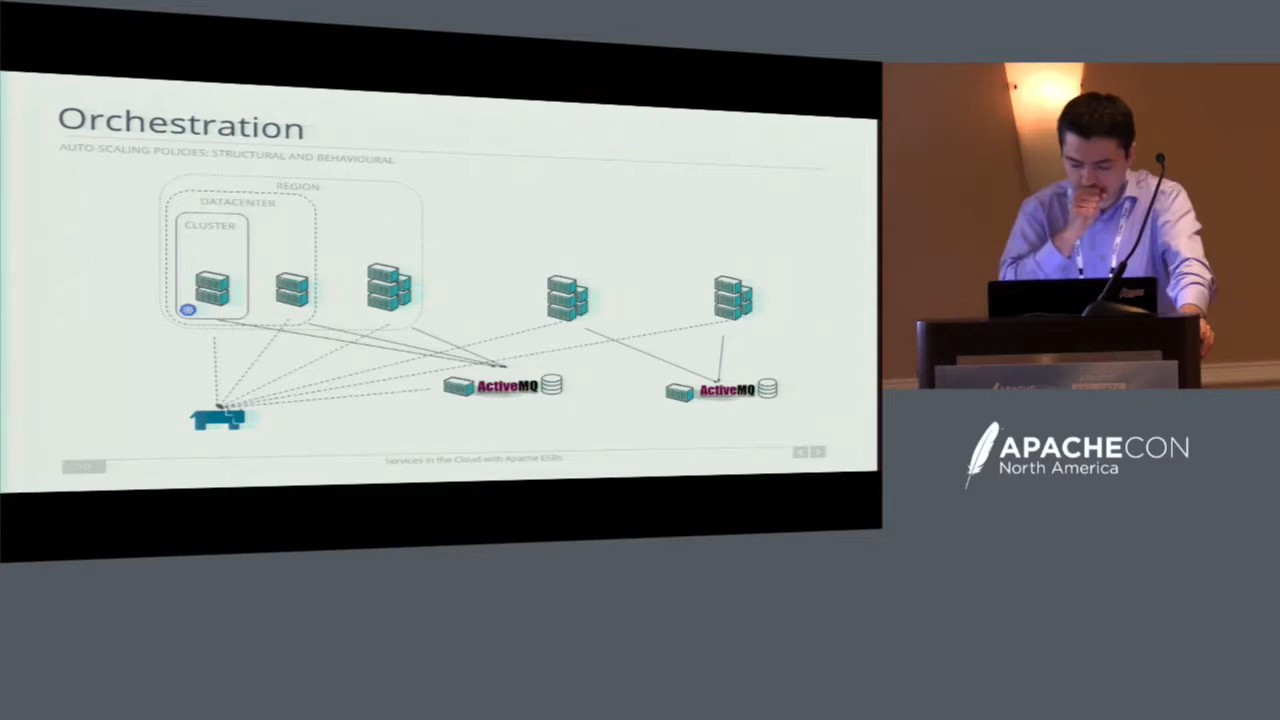 Orchestration
AUTO-SCALING POLICIES: STRUCTURAL AND BEHAVIOURAL
REGION
DATACENTER
CLUSTER
ActiveMQ
ActiveMQ
Services in the Cloud with Apache ESBs
APACHECON
North America